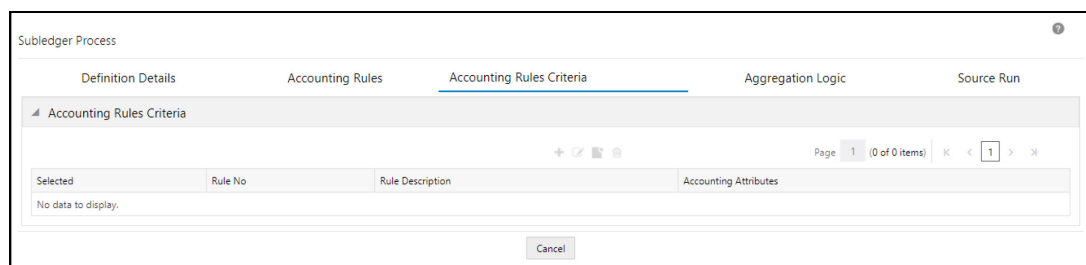 Subledger Process
Definition Details Accounting Rules Accounting Rules Criteria Aggregation Logic Source Run
Accounting Rules Criteria
Page 1 (0 of 0 items) 1
Selected Rule No Rule Description Accounting Attributes
No data to display.
Cancel